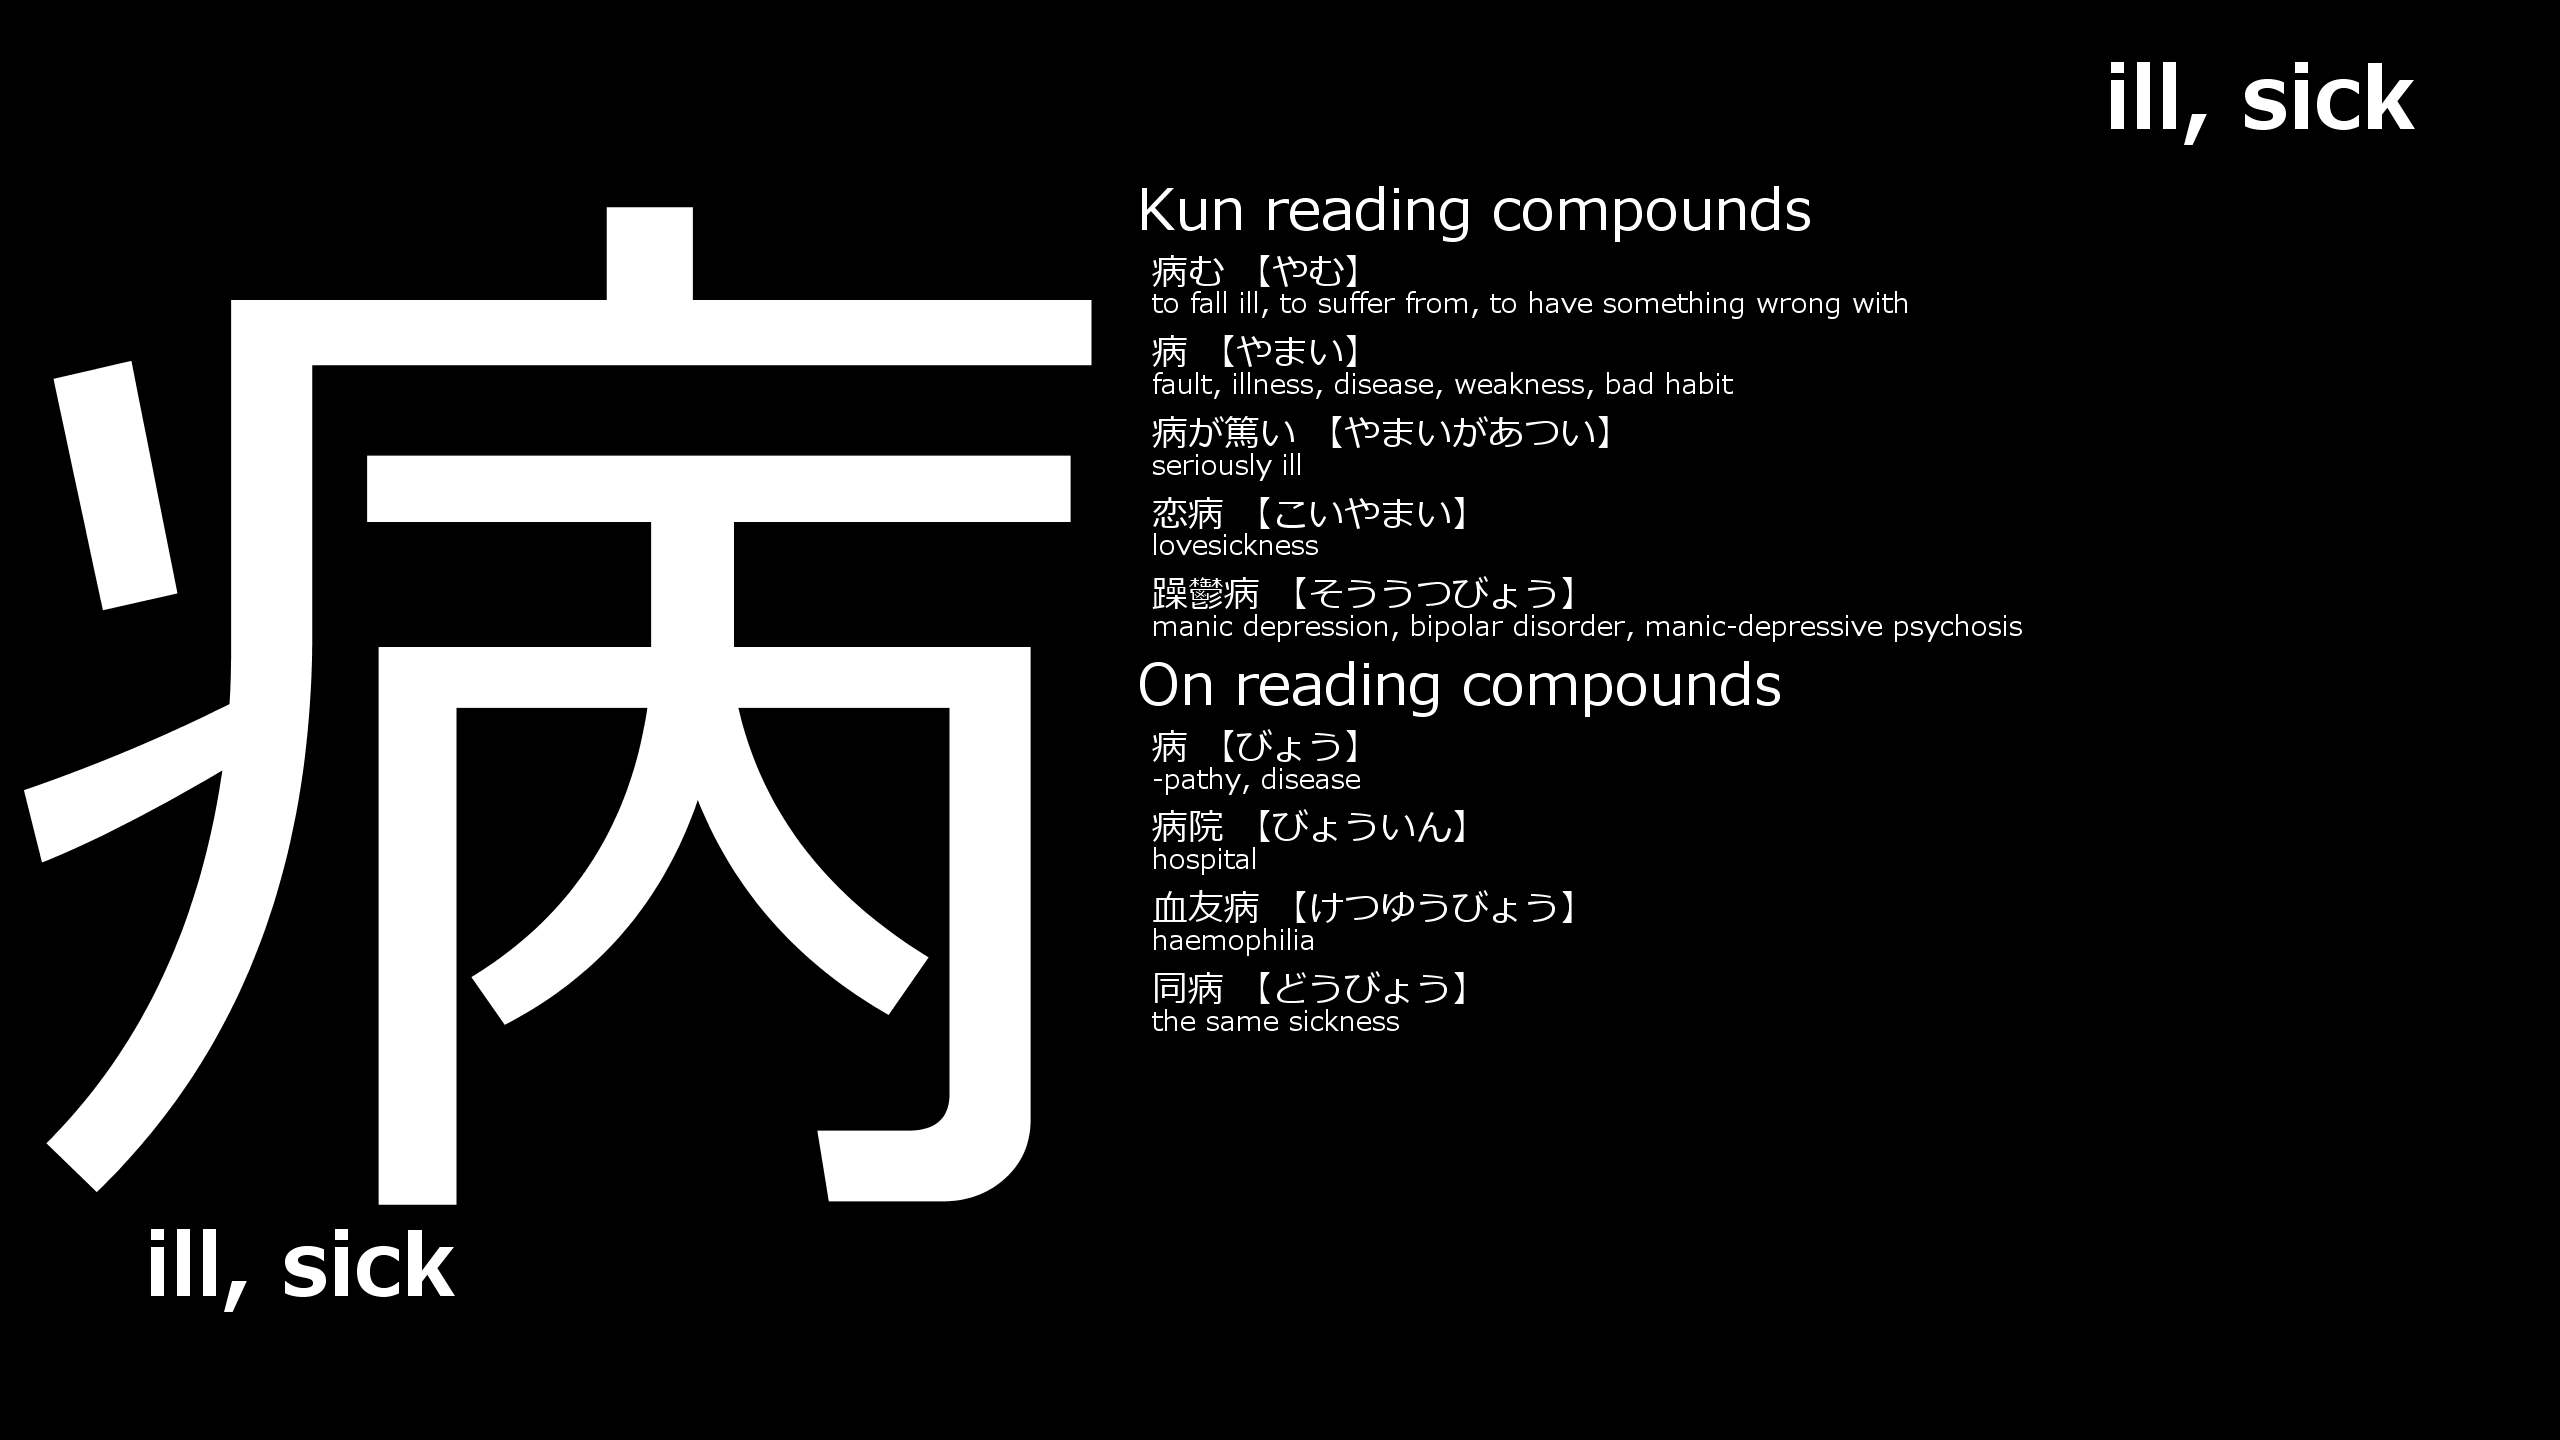 ill, sick
病
Kun reading compounds
病む 【やむ】
to fall ill, to suffer from, to have something wrong with
病 【やまい】
fault, illness, disease, weakness, bad habit
病が篤い 【やまいがあつい】
seriously ill
恋病 【こいやまい】
lovesickness
躁鬱病 【そううつびょう】
manic depression, bipolar disorder, manic-depressive psychosis
On reading compounds
病 【びょう】
-pathy, disease
病院 【びょういん】
hospital
血友病 【けつゆうびょう】
haemophilia
同病 【どうびょう】
the same sickness
ill, sick